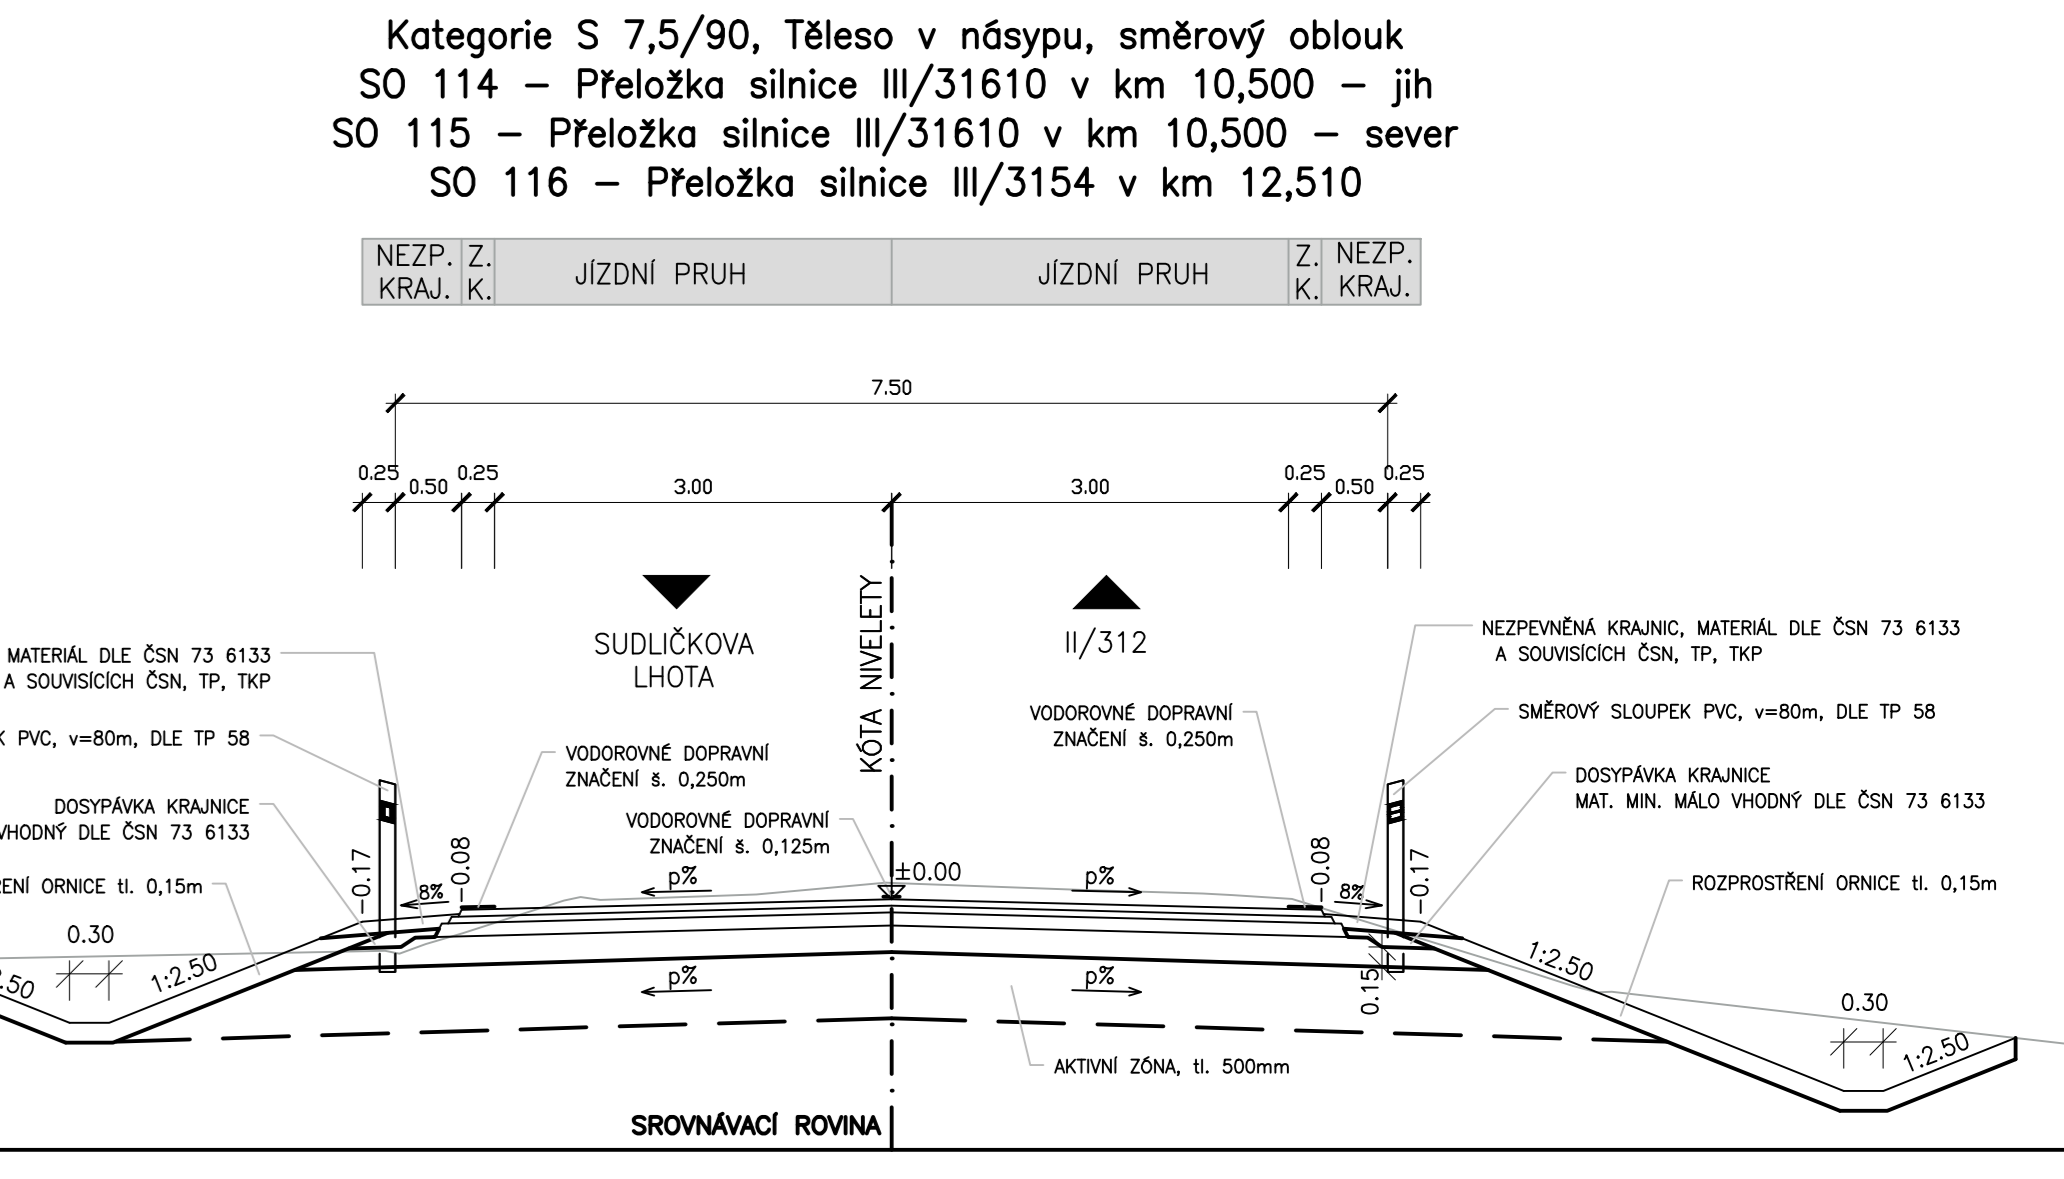 Kategorie S 7,5/90, Těleso v násypu, směrový oblouk
SO 114 – Přeložka silnice III/31610 v km 10,500 – jih
SO 115 – Přeložka silnice III/31610 v km 10,500 – sever
SO 116 – Přeložka silnice III/3154 v km 12,510
NEZP.
KRAJ.
Z.
K.
JÍZDNÍ PRUH
JÍZDNÍ PRUH
Z.
K.
NEZP.
KRAJ.
7.50
0.25
0.50
0.25
3.00
3.00
0.25
0.50
0.25
SUDLIČKOVA
LHOTA
KÓTA NIVELETY
II/312
MATERIÁL DLE ČSN 73 6133
A SOUVISÍCÍCH ČSN, TP, TKP
K PVC, v=80m, DLE TP 58
DOSYPÁVKA KRAJNICE
VHODNÝ DLE ČSN 73 6133
ENÍ ORNICE tl. 0,15m
VODOROVNÉ DOPRAVNÍ
ZNAČENÍ š. 0,250m
VODOROVNÉ DOPRAVNÍ
ZNAČENÍ š. 0,125m
VODOROVNÉ DOPRAVNÍ
ZNAČENÍ š. 0,250m
NEZPEVNĚNÁ KRAJNIC, MATERIÁL DLE ČSN 73 6133
A SOUVISÍCÍCH ČSN, TP, TKP
SMĚROVÝ SLOUPEK PVC, v=80m, DLE TP 58
DOSYPÁVKA KRAJNICE
MAT. MIN. MÁLO VHODNÝ DLE ČSN 73 6133
ROZPROSTŘENÍ ORNICE tl. 0,15m
–0.17
8%
–0.08
p%
±0.00
p%
–0.08
8%
–0.17
0.30
.50
1:2.50
p%
p%
0.15
1:2.50
0.30
1:2.50
AKTIVNÍ ZÓNA, tl. 500mm
SROVNÁVACÍ ROVINA